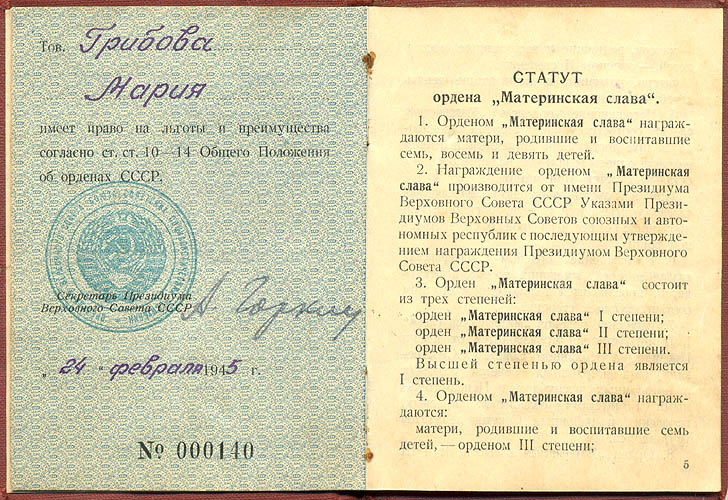 Тов. Грибова
Мария
имеет право на льготы и преимущества
согласно ст. ст. 10—14 Общего Положения
об орденах СССР.
Секретарь Президиума
Верховного Совета СССР
А. Горкин
„ 24 “ февраля 1945 г.
№ 000140
СТАТУТ
ордена „Материнская слава“.
1. Орденом „Материнская слава“ награж-
даются матери, родившие и воспитавшие
семь, восемь и девять детей.
2. Награждение орденом „Материнская
слава“ производится от имени Президиума
Верховного Совета СССР Указами Прези-
диумов Верховных Советов союзных и авто-
номных республик с последующим утвержде-
нием награждения Президиумом Верховного
Совета СССР.
3. Орден „Материнская слава“ состоит
из трех степеней:
орден „Материнская слава“ I степени;
орден „Материнская слава“ II степени;
орден „Материнская слава“ III степени.
Высшей степенью ордена является
I степень.
4. Орденом „Материнская слава“ награж-
даются:
матери, родившие и воспитавшие семь
детей,—орденом III степени;
5